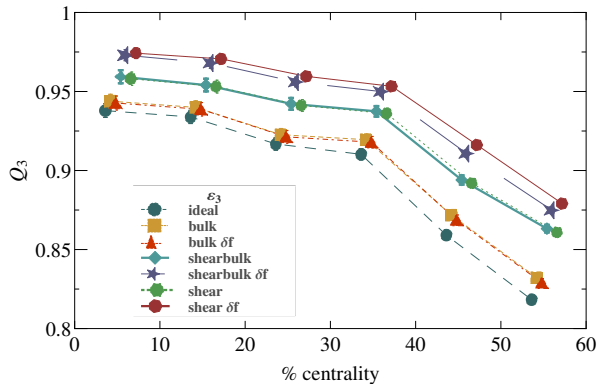 1
0.95
0.9
0.85
0.8
Q3
ε3
ideal
bulk
bulk δf
shearbulk
shearbulk δf
shear
shear δf
0 10 20 30 40 50 60
% centrality